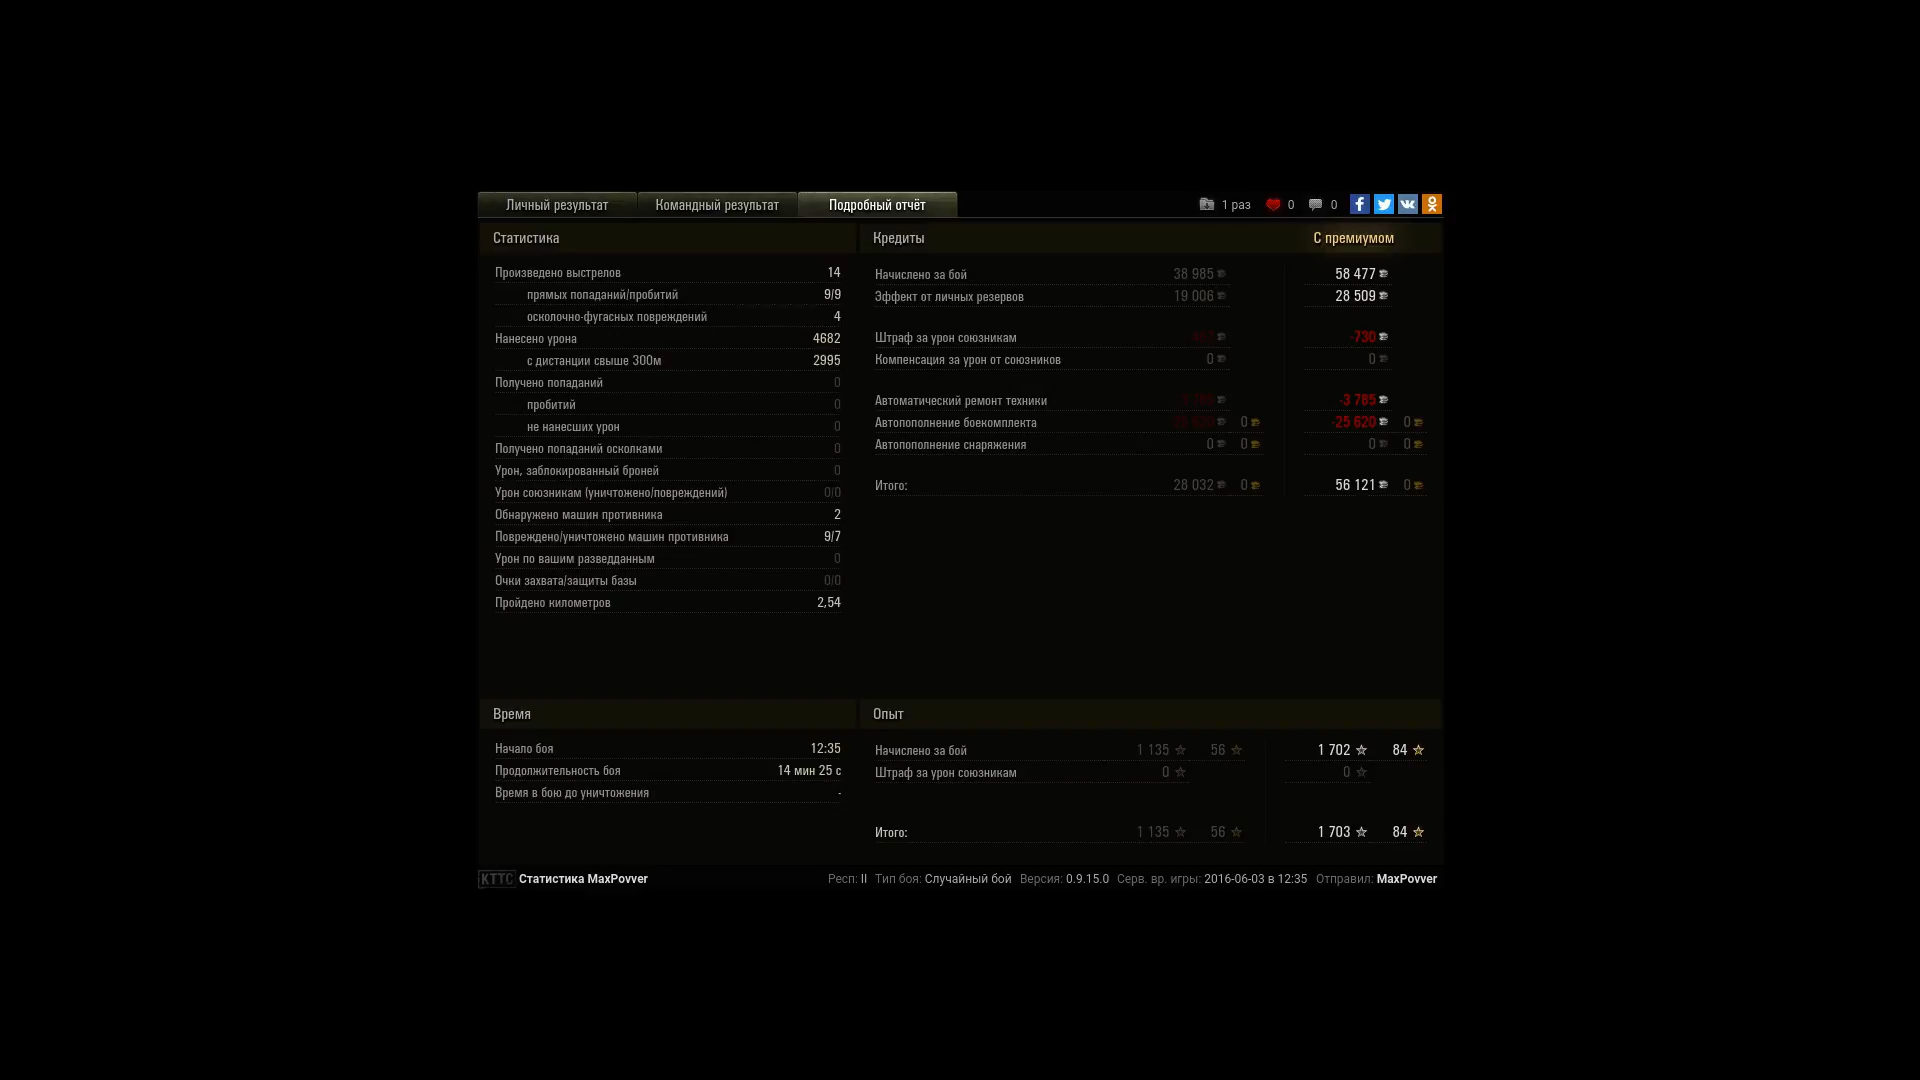 Личный результат Командный результат Подробный отчёт 1 раз 0 0
Статистика
Произведено выстрелов 14
прямых попаданий/пробитий 9/9
осколочно-фугасных повреждений 4
Нанесено урона 4682
с дистанции свыше 300м 2995
Получено попаданий 0
пробитий 0
не нанесших урон 0
Получено попаданий осколками 0
Урон, заблокированный броней 0
Урон союзникам (уничтожено/повреждений) 0/0
Обнаружено машин противника 2
Повреждено/уничтожено машин противника 9/7
Урон по вашим разведданным 0
Очки захвата/защиты базы 0/0
Пройдено километров 2,54
Кредиты С премиумом
Начислено за бой 38 985 58 477
Эффект от личных резервов 19 006 28 509
Штраф за урон союзникам -730
Компенсация за урон от союзников 0 0
Автоматический ремонт техники -3 785
Автопополнение боекомплекта 0 -25 620 0
Автопополнение снаряжения 0 0 0 0
Итого: 28 032 0 56 121 0
Время
Начало боя 12:35
Продолжительность боя 14 мин 25 с
Время в бою до уничтожения -
Опыт
Начислено за бой 1 135 56 1 702 84
Штраф за урон союзникам 0 0
Итого: 1 135 56 1 703 84
КТТС Статистика MaxPovver Респ: II Тип боя: Случайный бой Версия: 0.9.15.0 Серв. вр. игры: 2016-06-03 в 12:35 Отправил: MaxPovver